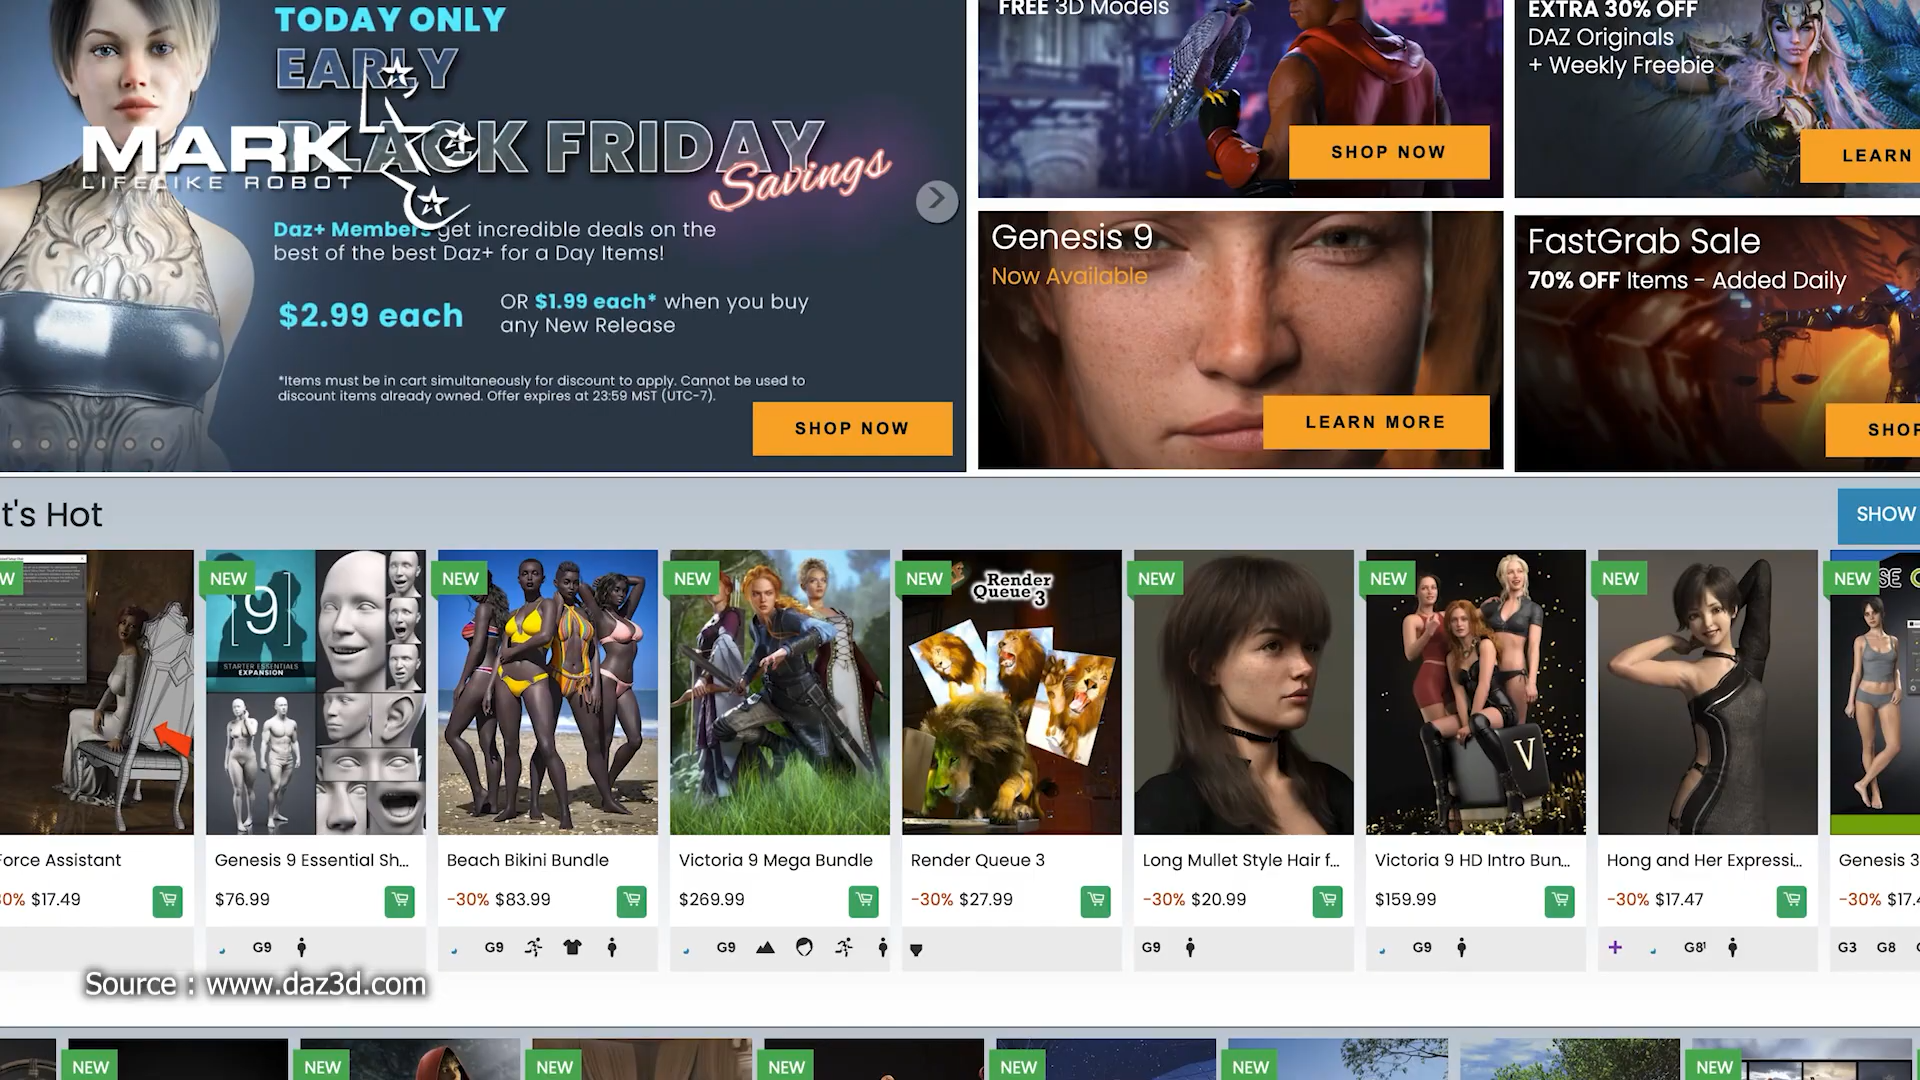 TODAY ONLY
EARLY
BLACK FRIDAY
Savings
MARK
LIFELIKE ROBOT
Daz+ Members get incredible deals on the
best of the best Daz+ for a Day Items!
$2.99 each
OR $1.99 each* when you buy
any New Release
*Items must be in cart simultaneously for discount to apply. Cannot be used to
discount items already owned. Offer expires at 23:59 MST (UTC-7).
SHOP NOW
FREE 3D Models
SHOP NOW
EXTRA 30% OFF
DAZ Originals
+ Weekly Freebie
LEARN
Genesis 9
Now Available
LEARN MORE
FastGrab Sale
70% OFF Items - Added Daily
SHOP
t's Hot
SHOW
W
NEW
[9]
STARTER ESSENTIALS
EXPANSION
NEW
NEW
NEW
Render
Queue 3
NEW
NEW
V
NEW
NEW
SE
Force Assistant
0% $17.49
Genesis 9 Essential Sh...
$76.99
G9
Beach Bikini Bundle
-30% $83.99
G9
Victoria 9 Mega Bundle
$269.99
G9
Render Queue 3
-30% $27.99
Long Mullet Style Hair f...
-30% $20.99
G9
Victoria 9 HD Intro Bun...
$159.99
G9
Hong and Her Expressi...
-30% $17.47
G8¹
Genesis 3
-30% $17.4
G3 G8
Source : www.daz3d.com
NEW
NEW
NEW
NEW
NEW
NEW
NEW